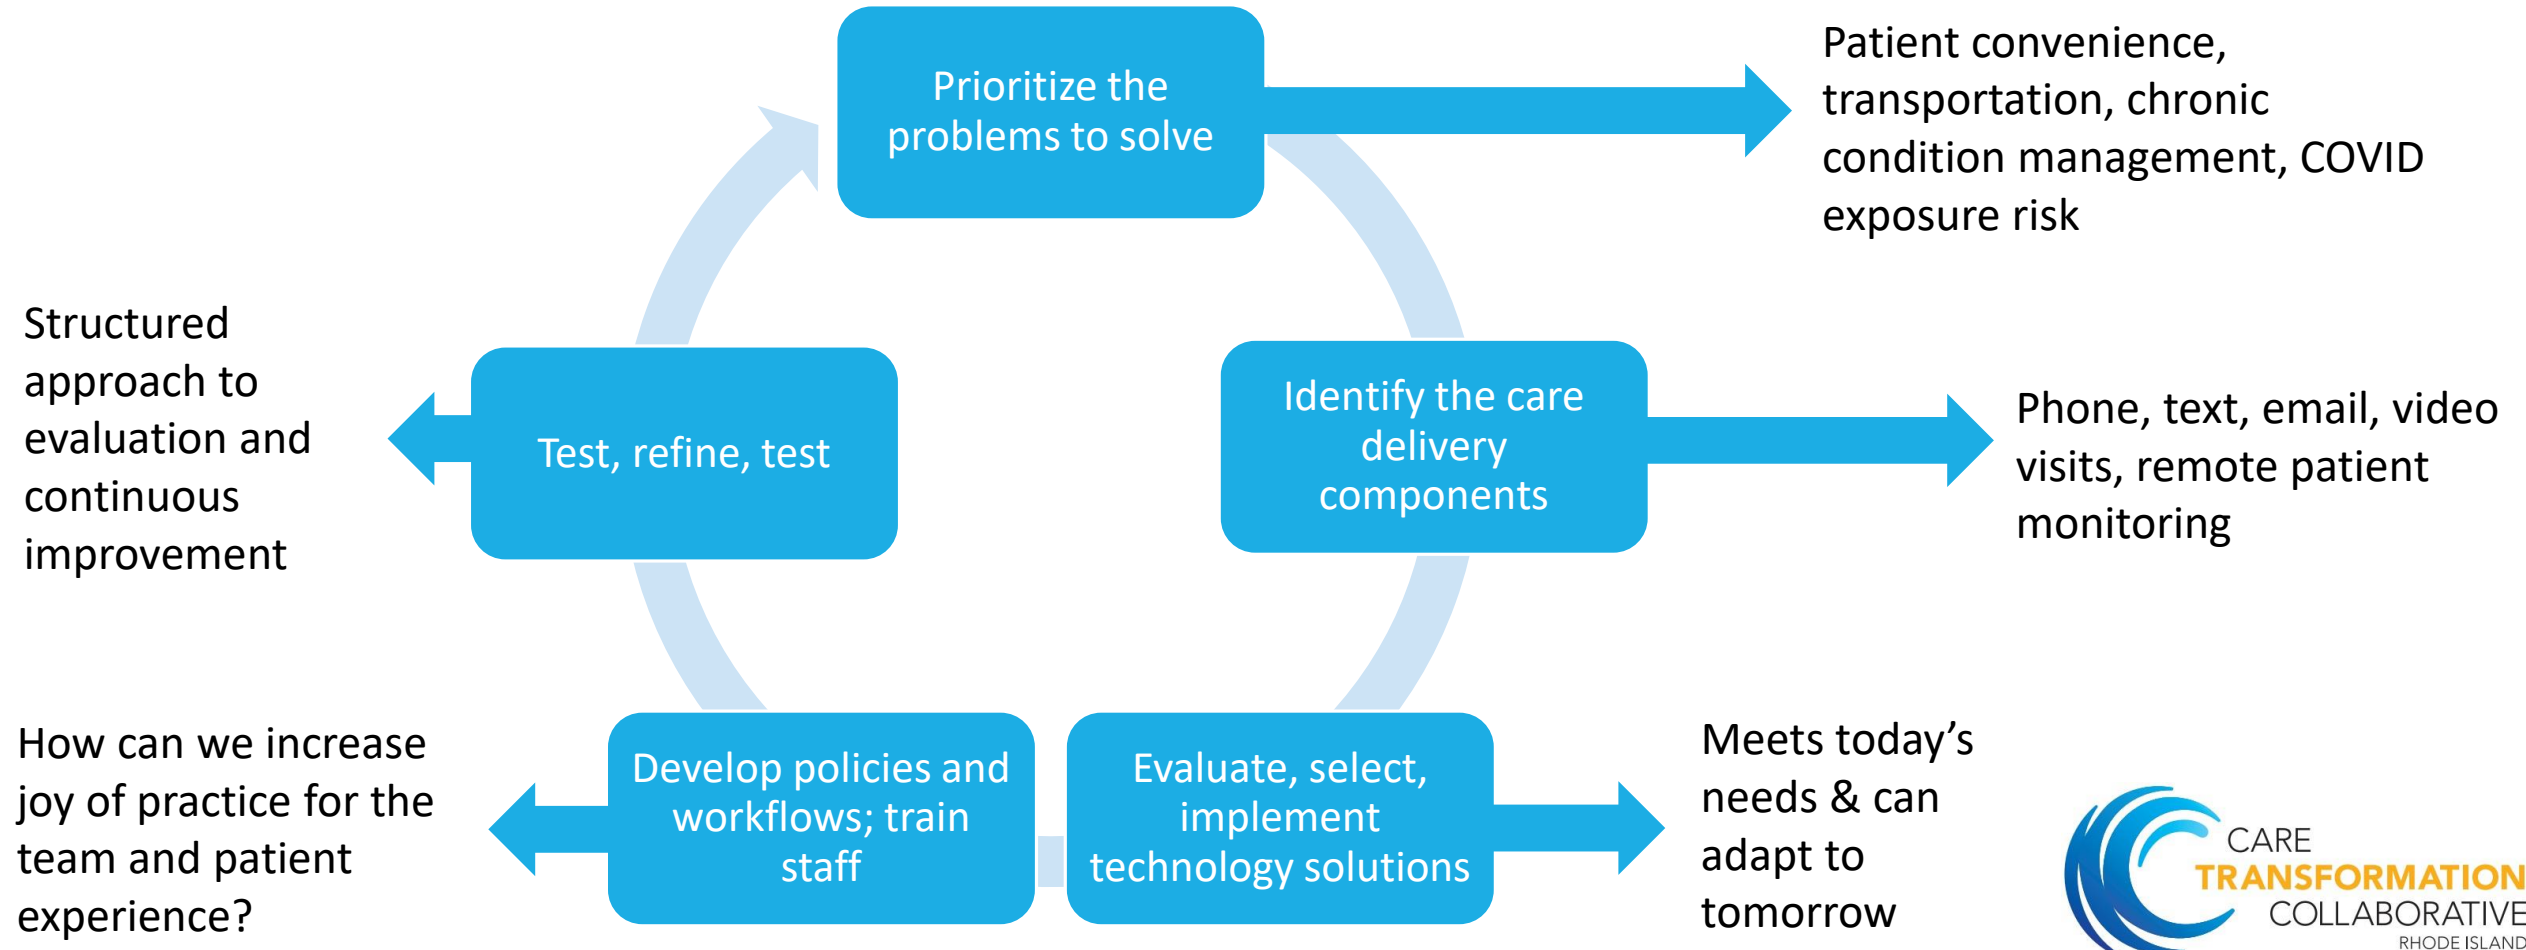 Prioritize the
problems to solve
Patient convenience,
transportation, chronic
condition management, COVID
exposure risk
Identify the care
delivery
components
Phone, text, email, video
visits, remote patient
monitoring
Evaluate, select,
implement
technology solutions
Meets today’s
needs & can
adapt to
tomorrow
Develop policies and
workflows; train
staff
How can we increase
joy of practice for the
team and patient
experience?
Test, refine, test
Structured
approach to
evaluation and
continuous
improvement
CARE
TRANSFORMATION
COLLABORATIVE
RHODE ISLAND